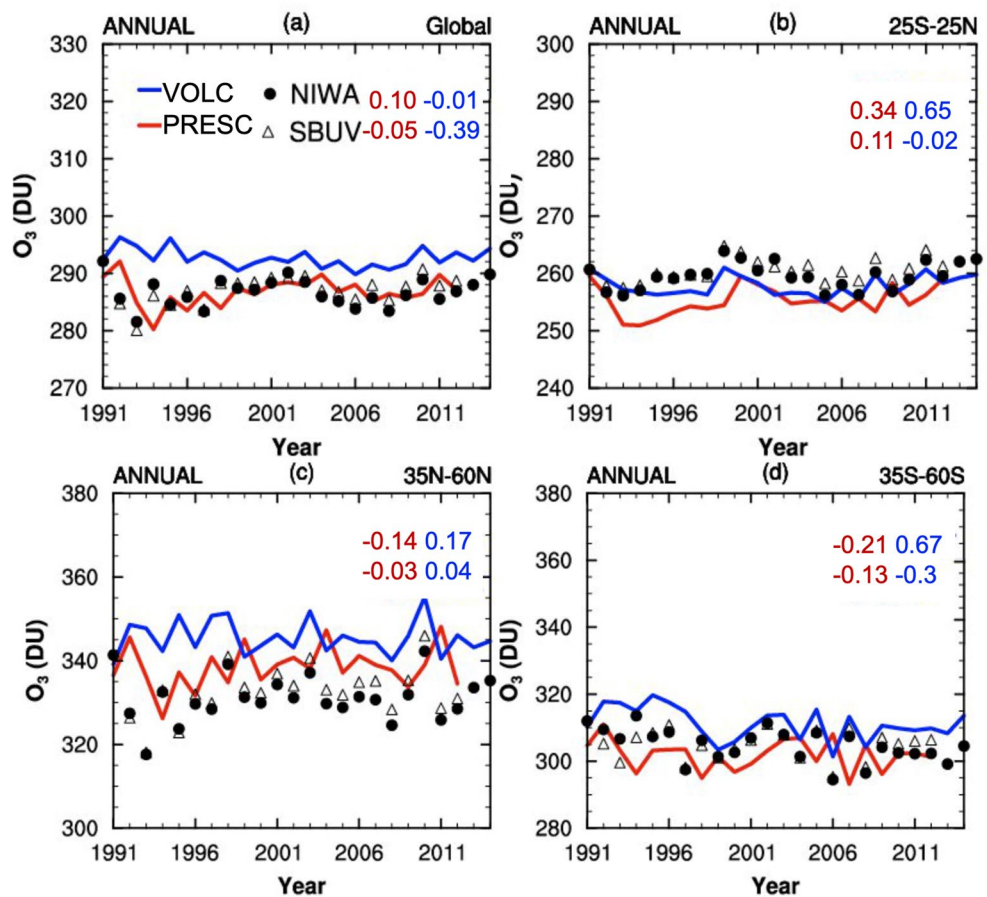 ANNUAL (a) Global
330
320
310
300
290
280
270
O₃ (DU)
VOLC NIWA 0.10 -0.01
PRESC SBUV -0.05 -0.39
1991 1996 2001 2006 2011
Year
ANNUAL (b) 25S-25N
300
290
280
270
260
250
240
O₃ (DU)
0.34 0.65
0.11 -0.02
1991 1996 2001 2006 2011
Year
ANNUAL (c) 35N-60N
380
360
340
320
300
O₃ (DU)
-0.14 0.17
-0.03 0.04
1991 1996 2001 2006 2011
Year
ANNUAL (d) 35S-60S
380
360
340
320
300
280
O₃ (DU)
-0.21 0.67
-0.13 -0.3
1991 1996 2001 2006 2011
Year